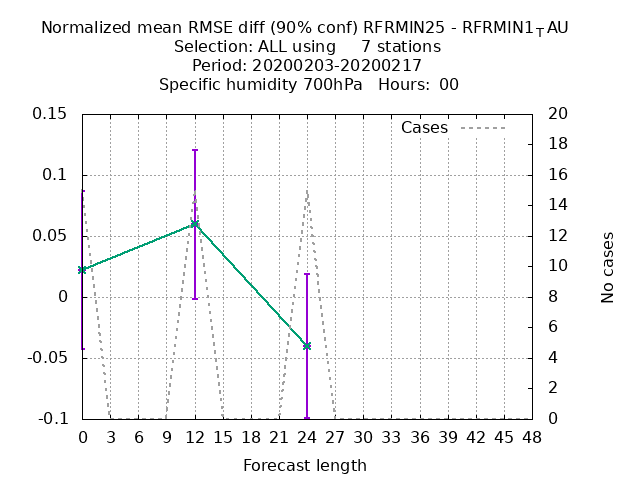 Normalized mean RMSE diff (90% conf) RFRMIN25 - RFRMIN1TAU
Selection: ALL using 7 stations
Period: 20200203-20200217
Specific humidity 700hPa Hours: 00
Cases
0.15
0.1
0.05
0
-0.05
-0.1
20
18
16
14
12
10
8
6
4
2
0
No cases
0 3 6 9 12 15 18 21 24 27 30 33 36 39 42 45 48
Forecast length